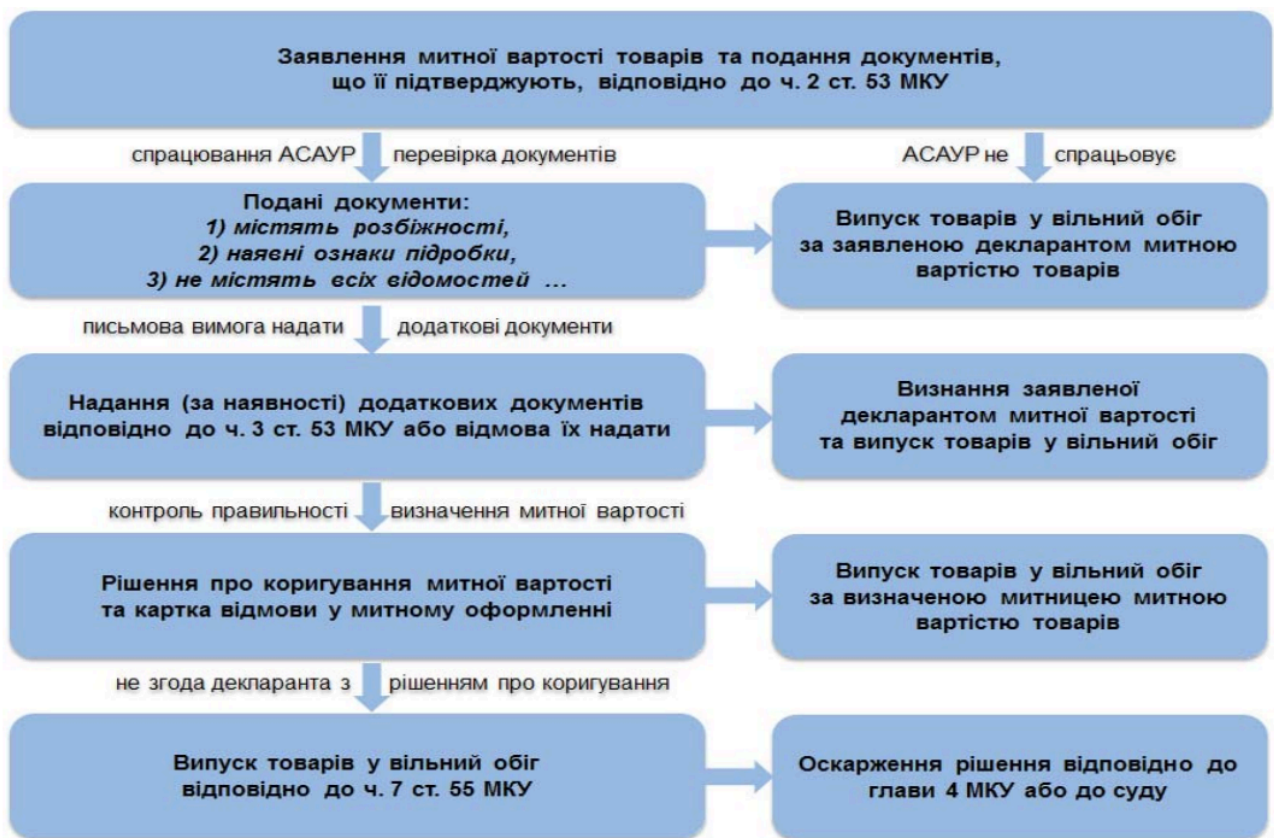 Заявлення митної вартості товарів та подання документів,
що її підтверджують, відповідно до ч. 2 ст. 53 МКУ
спрацювання АСАУР перевірка документів
АСАУР не спрацьовує
Подані документи:
1) містять розбіжності,
2) наявні ознаки підробки,
3) не містять всіх відомостей ...
Випуск товарів у вільний обіг
за заявленою декларантом митною
вартістю товарів
письмова вимога надати додаткові документи
Надання (за наявності) додаткових документів
відповідно до ч. 3 ст. 53 МКУ або відмова їх надати
Визнання заявленої
декларантом митної вартості
та випуск товарів у вільний обіг
контроль правильності визначення митної вартості
Рішення про коригування митної вартості
та картка відмови у митному оформленні
Випуск товарів у вільний обіг
за визначеною митницею митною
вартістю товарів
не згода декларанта з рішенням про коригування
Випуск товарів у вільний обіг
відповідно до ч. 7 ст. 55 МКУ
Оскарження рішення відповідно до
глави 4 МКУ або до суду